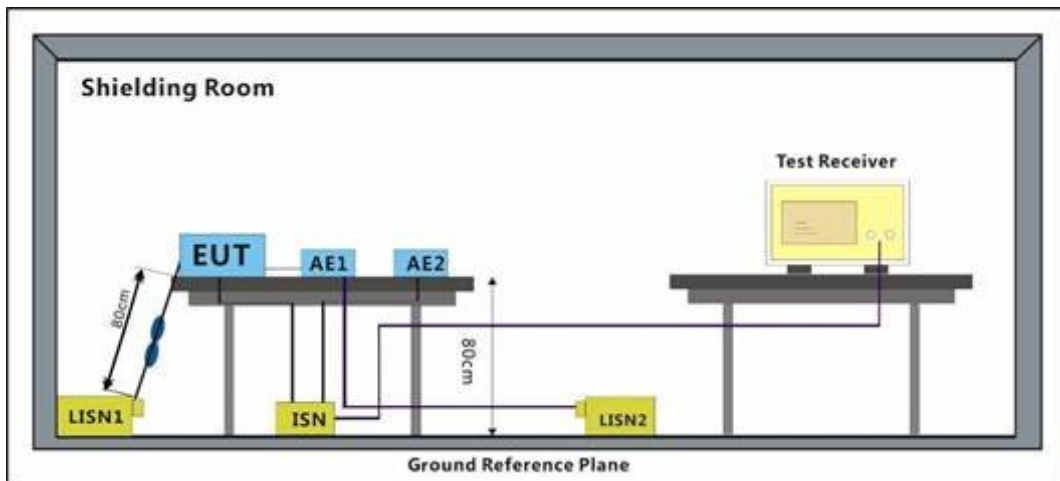 Shielding Room
Test Receiver
EUT
AE1
AE2
80cm
80cm
LISN1
ISN
LISN2
Ground Reference Plane